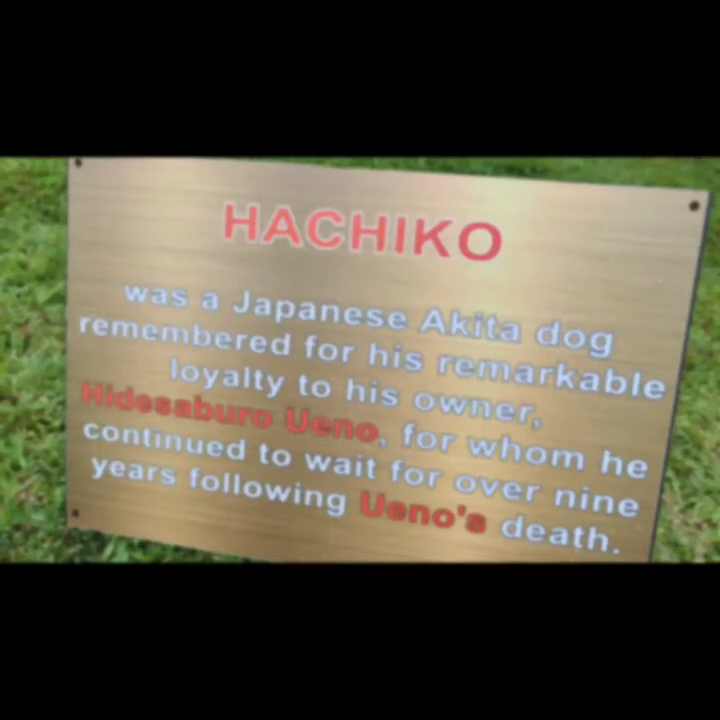 HACHIKO
was a Japanese Akita dog
remembered for his remarkable
loyalty to his owner,
Hidesaburo Ueno, for whom he
continued to wait for over nine
years following Ueno's death.